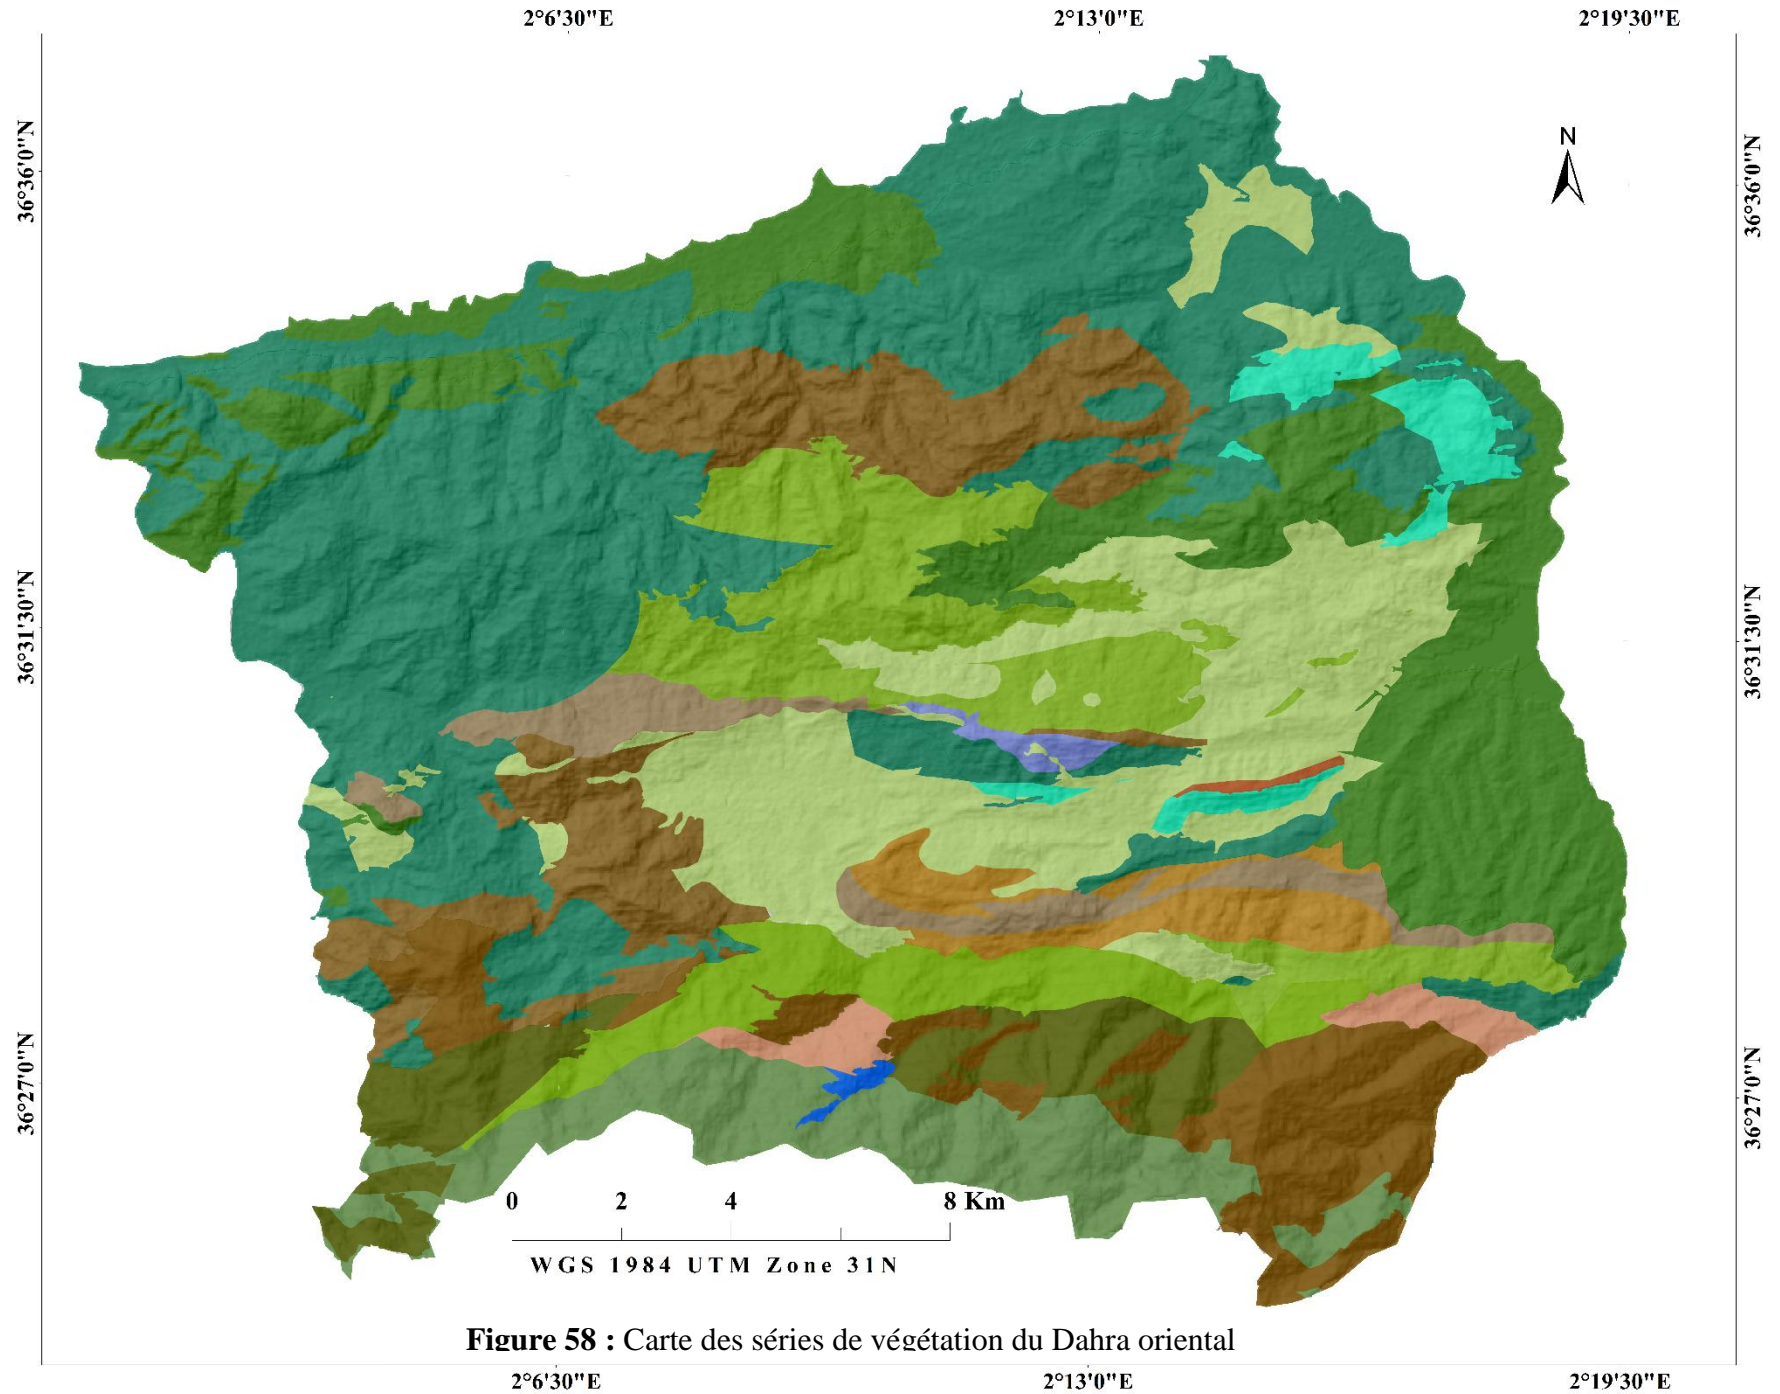 2°6'30"E 2°13'0"E 2°19'30"E
N
36°36'0"N 36°36'0"N
36°31'30"N 36°31'30"N
36°27'0"N 36°27'0"N
0 2 4 8 Km
WGS 1984 UTM Zone 31N
Figure 58 : Carte des séries de végétation du Dahra oriental
2°6'30"E 2°13'0"E 2°19'30"E